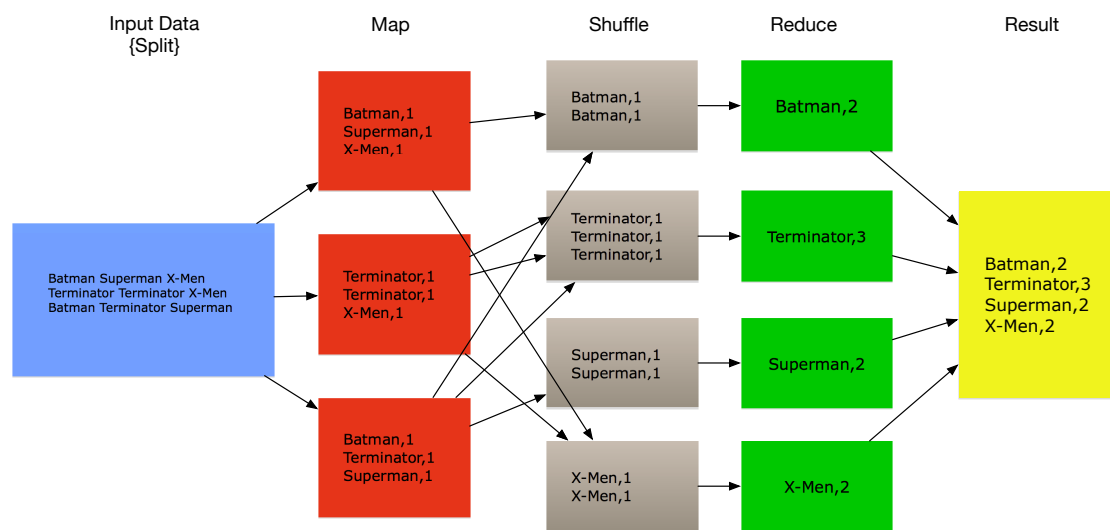 Input Data
{Split}
Map
Shuffle
Reduce
Result
Batman Superman X-Men
Terminator Terminator X-Men
Batman Terminator Superman
Batman,1
Superman,1
X-Men,1
Terminator,1
Terminator,1
X-Men,1
Batman,1
Terminator,1
Superman,1
Batman,1
Batman,1
Terminator,1
Terminator,1
Terminator,1
Superman,1
Superman,1
X-Men,1
X-Men,1
Batman,2
Terminator,3
Superman,2
X-Men,2
Batman,2
Terminator,3
Superman,2
X-Men,2